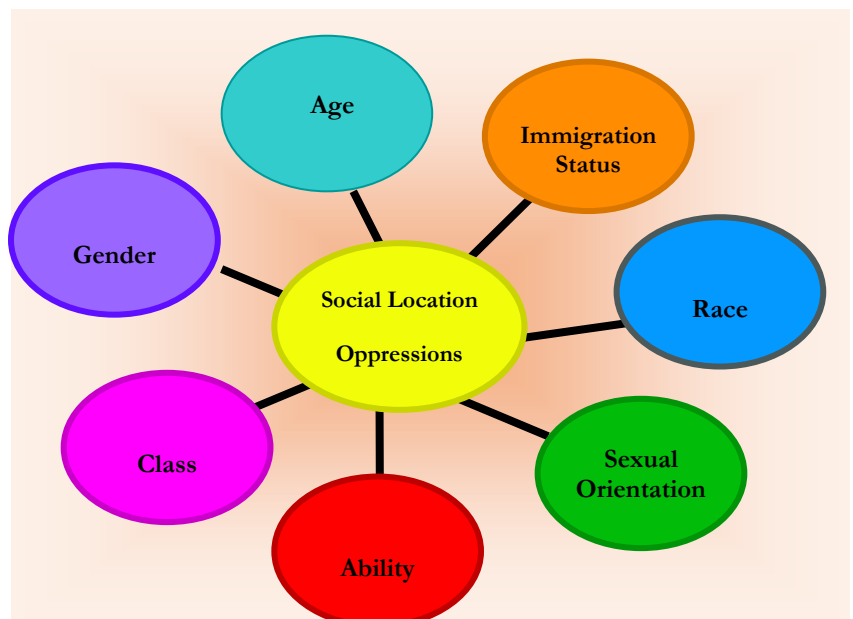 Age
Immigration
Status
Gender
Social Location
Oppressions
Race
Class
Sexual
Orientation
Ability